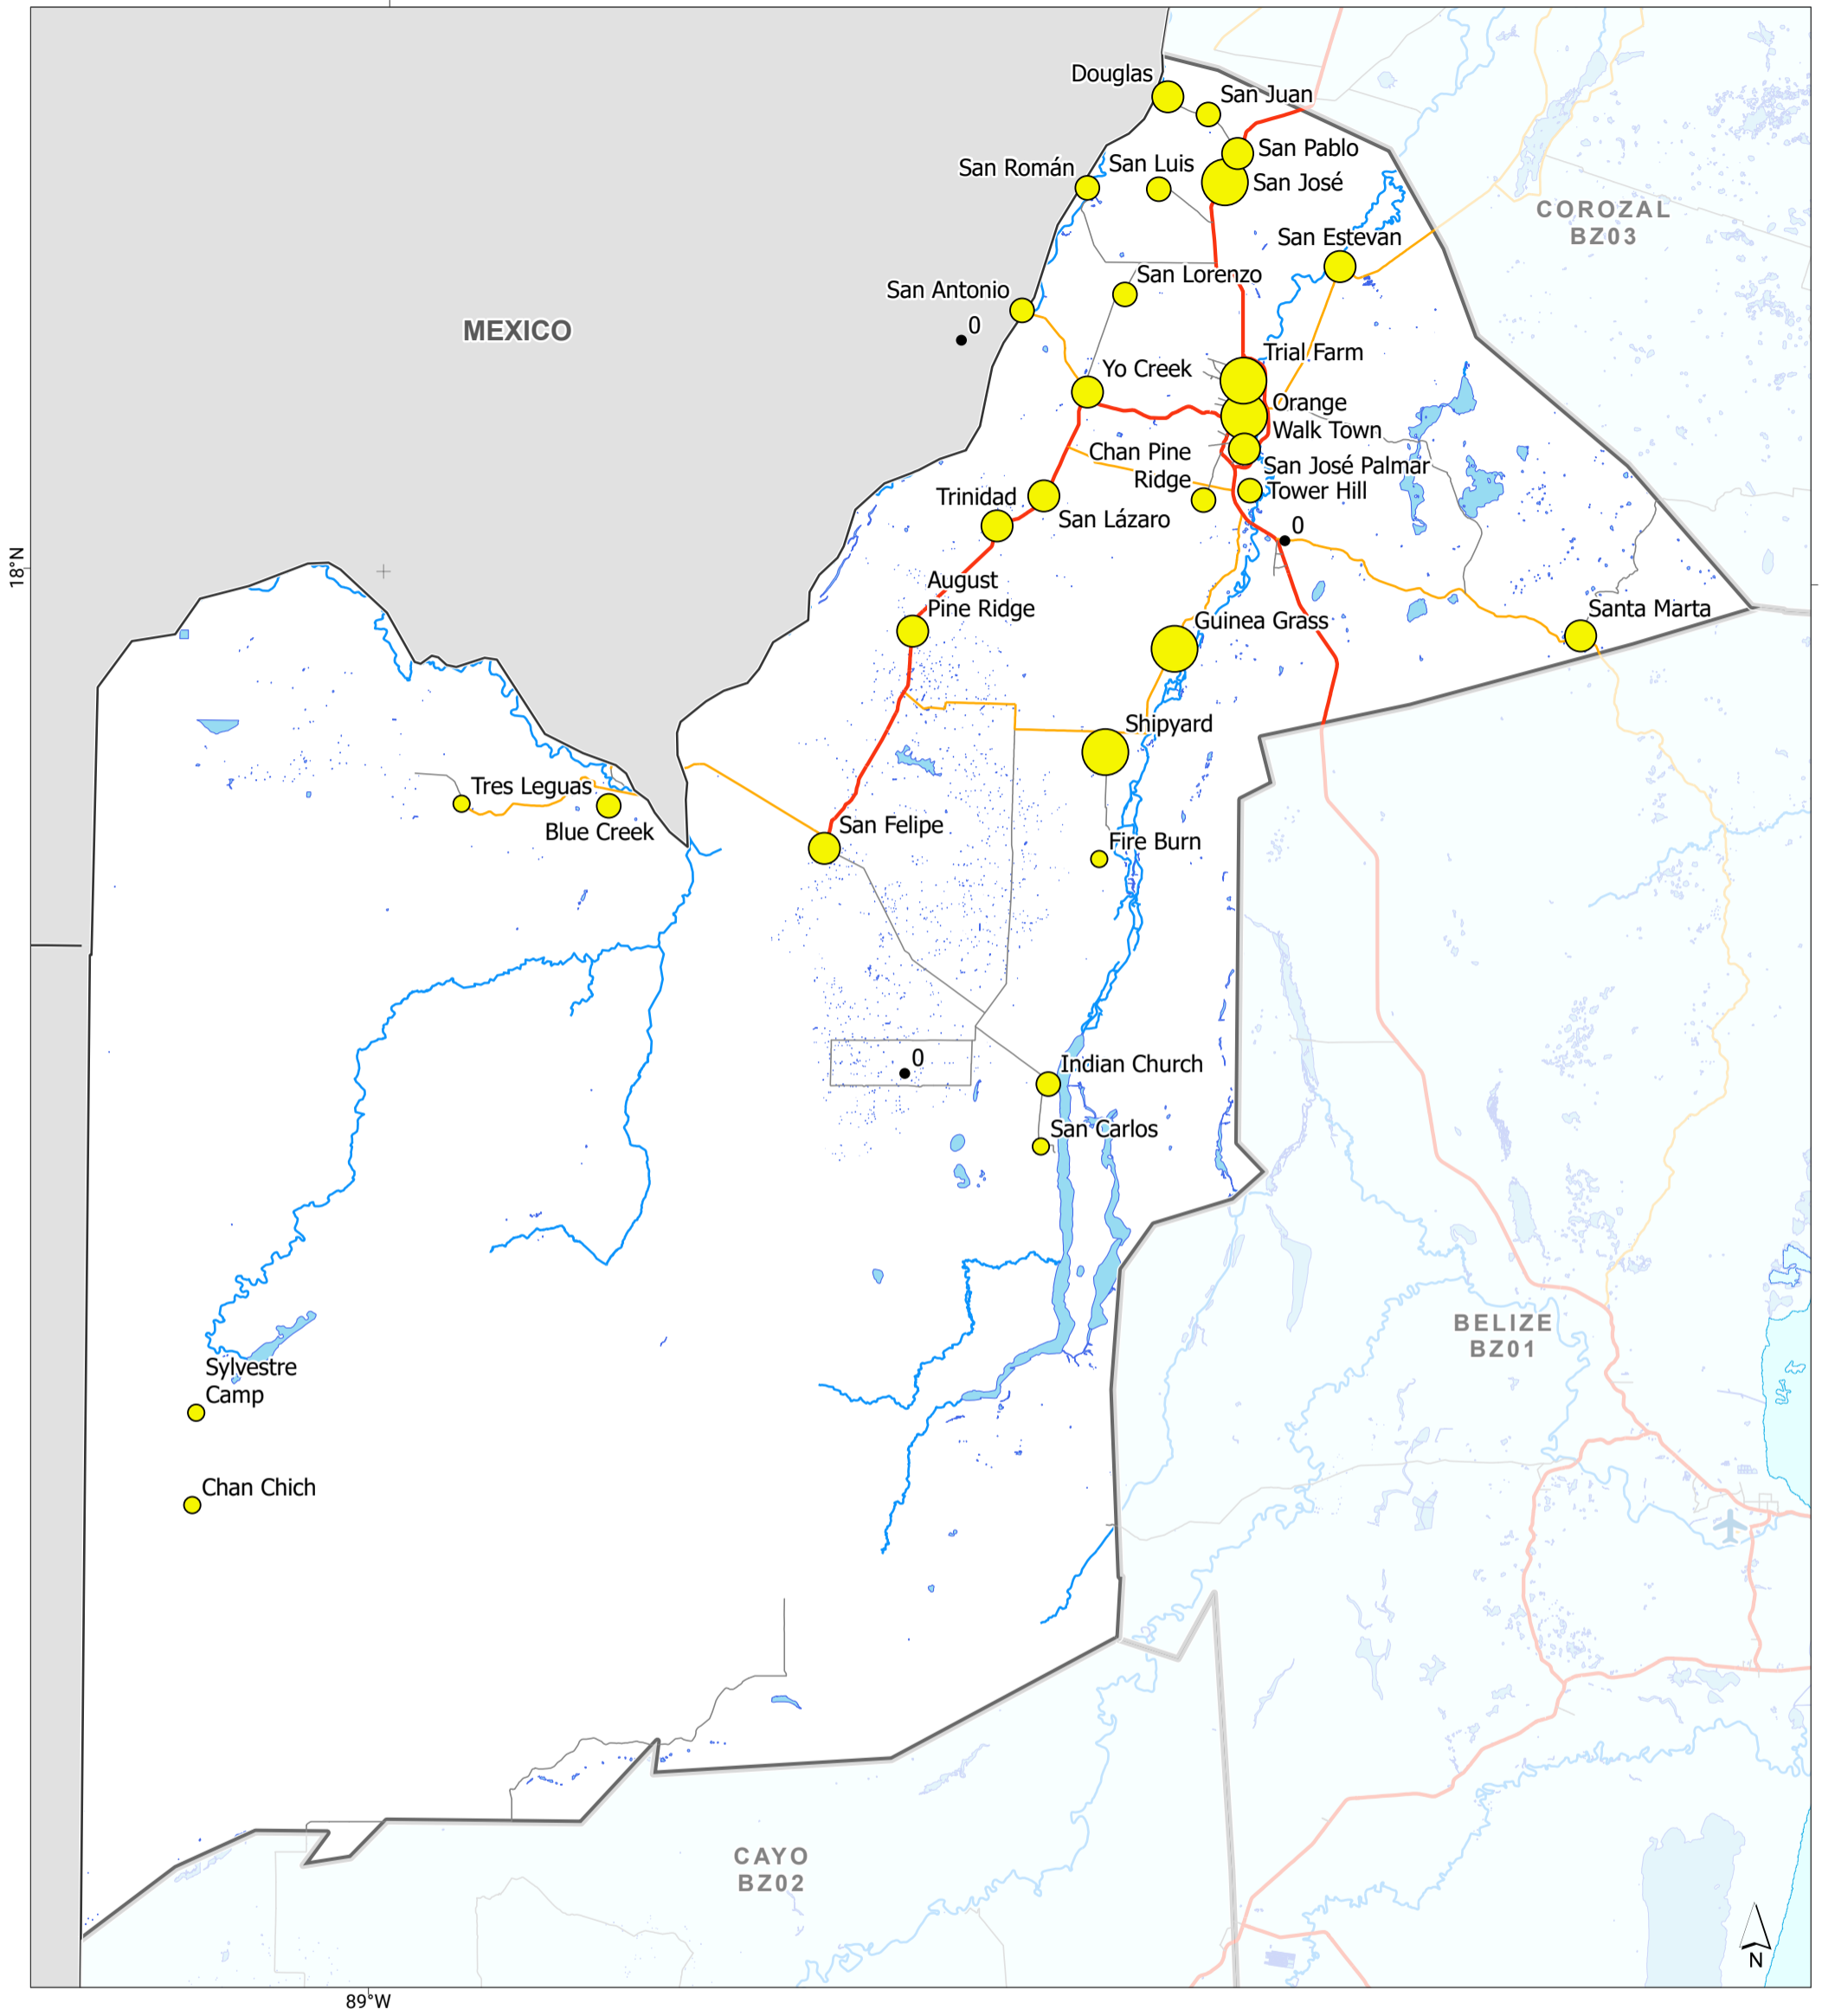 Douglas
San Juan
San Pablo
San Román
San Luis
San José
COROZAL
BZ03
San Estevan
San Lorenzo
San Antonio
0
MEXICO
Trial Farm
Yo Creek
Orange
Walk Town
Chan Pine
Ridge
San José Palmar
Tower Hill
Trinidad
San Lázaro
0
18°N
August
Pine Ridge
Santa Marta
Guinea Grass
Shipyard
Tres Leguas
Blue Creek
San Felipe
Fire Burn
0
Indian Church
San Carlos
BELIZE
BZ01
Sylvestre
Camp
Chan Chich
CAYO
BZ02
N
89°W